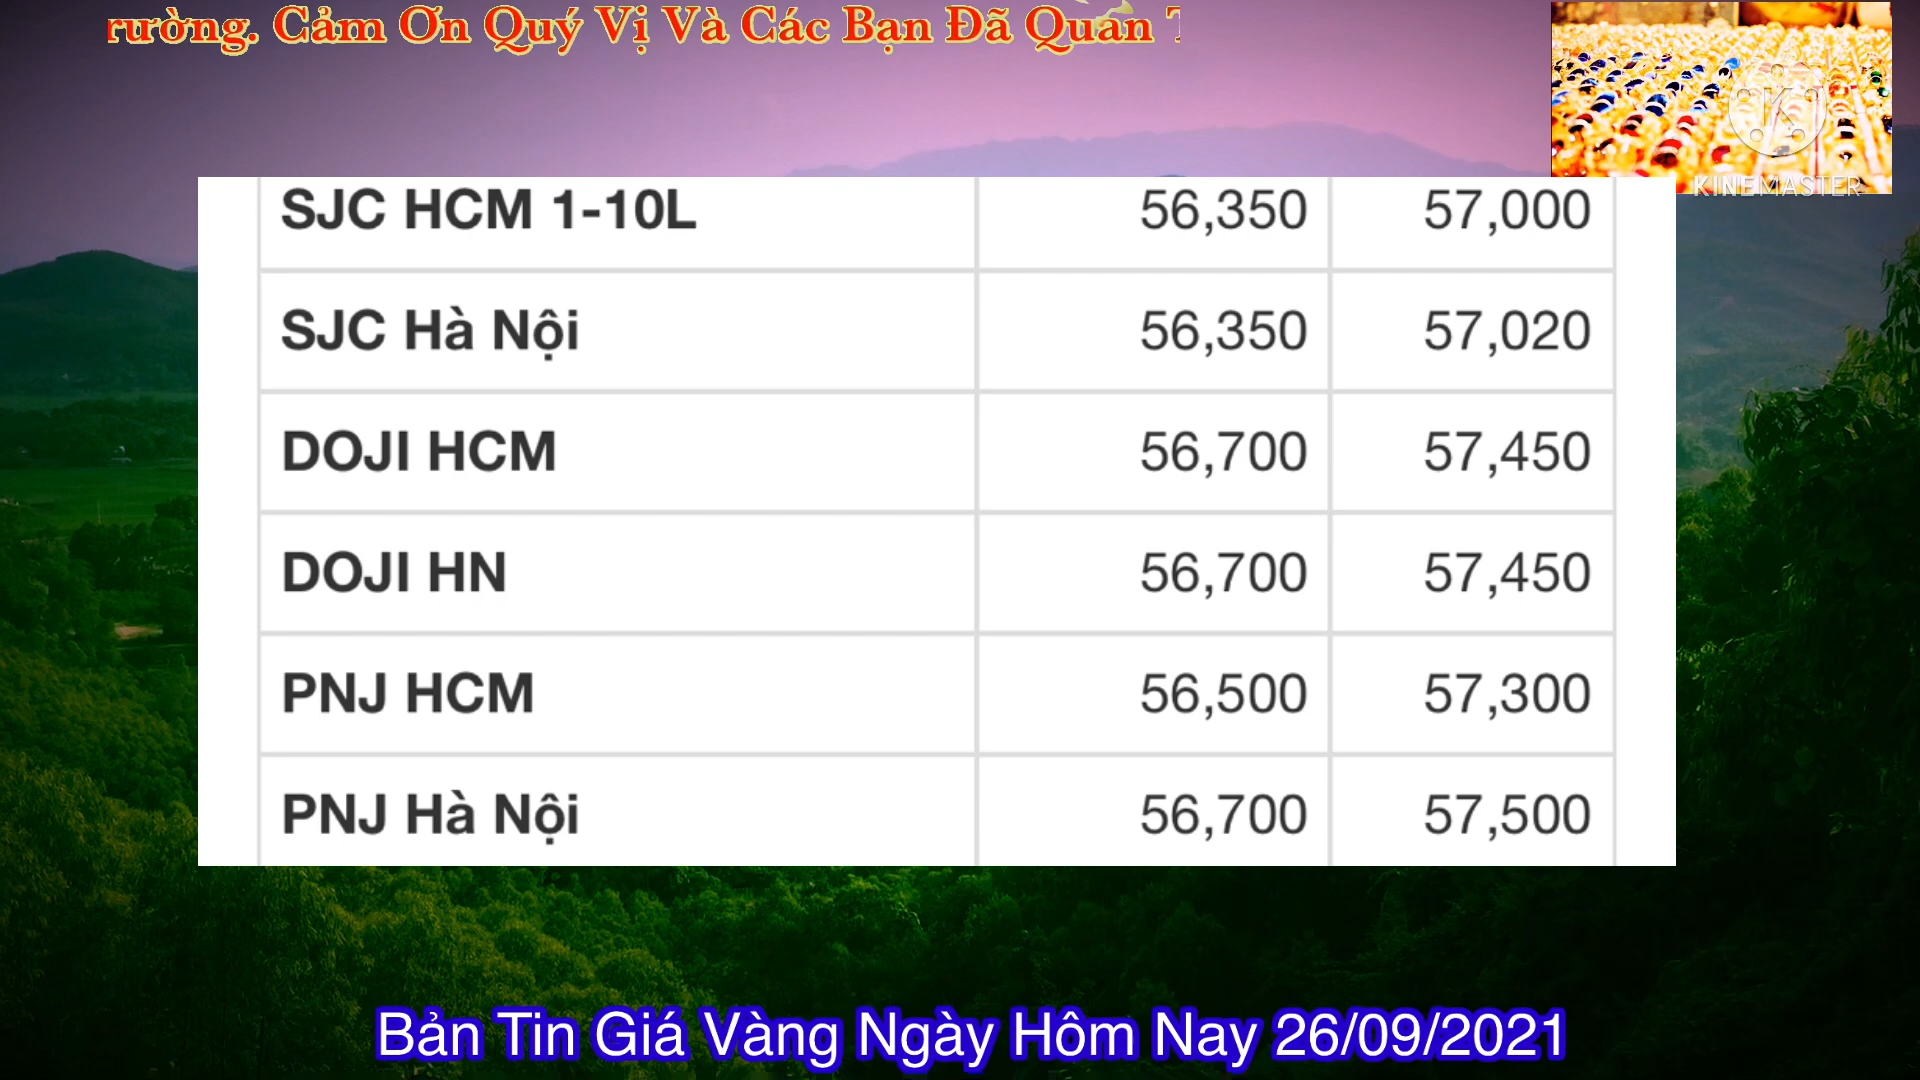 rường. Cảm Ơn Quý Vị Và Các Bạn Đã Quan
KINEMASTER
SJC HCM 1-10L 56,350 57,000
SJC Hà Nội 56,350 57,020
DOJI HCM 56,700 57,450
DOJI HN 56,700 57,450
PNJ HCM 56,500 57,300
PNJ Hà Nội 56,700 57,500
Bản Tin Giá Vàng Ngày Hôm Nay 26/09/2021